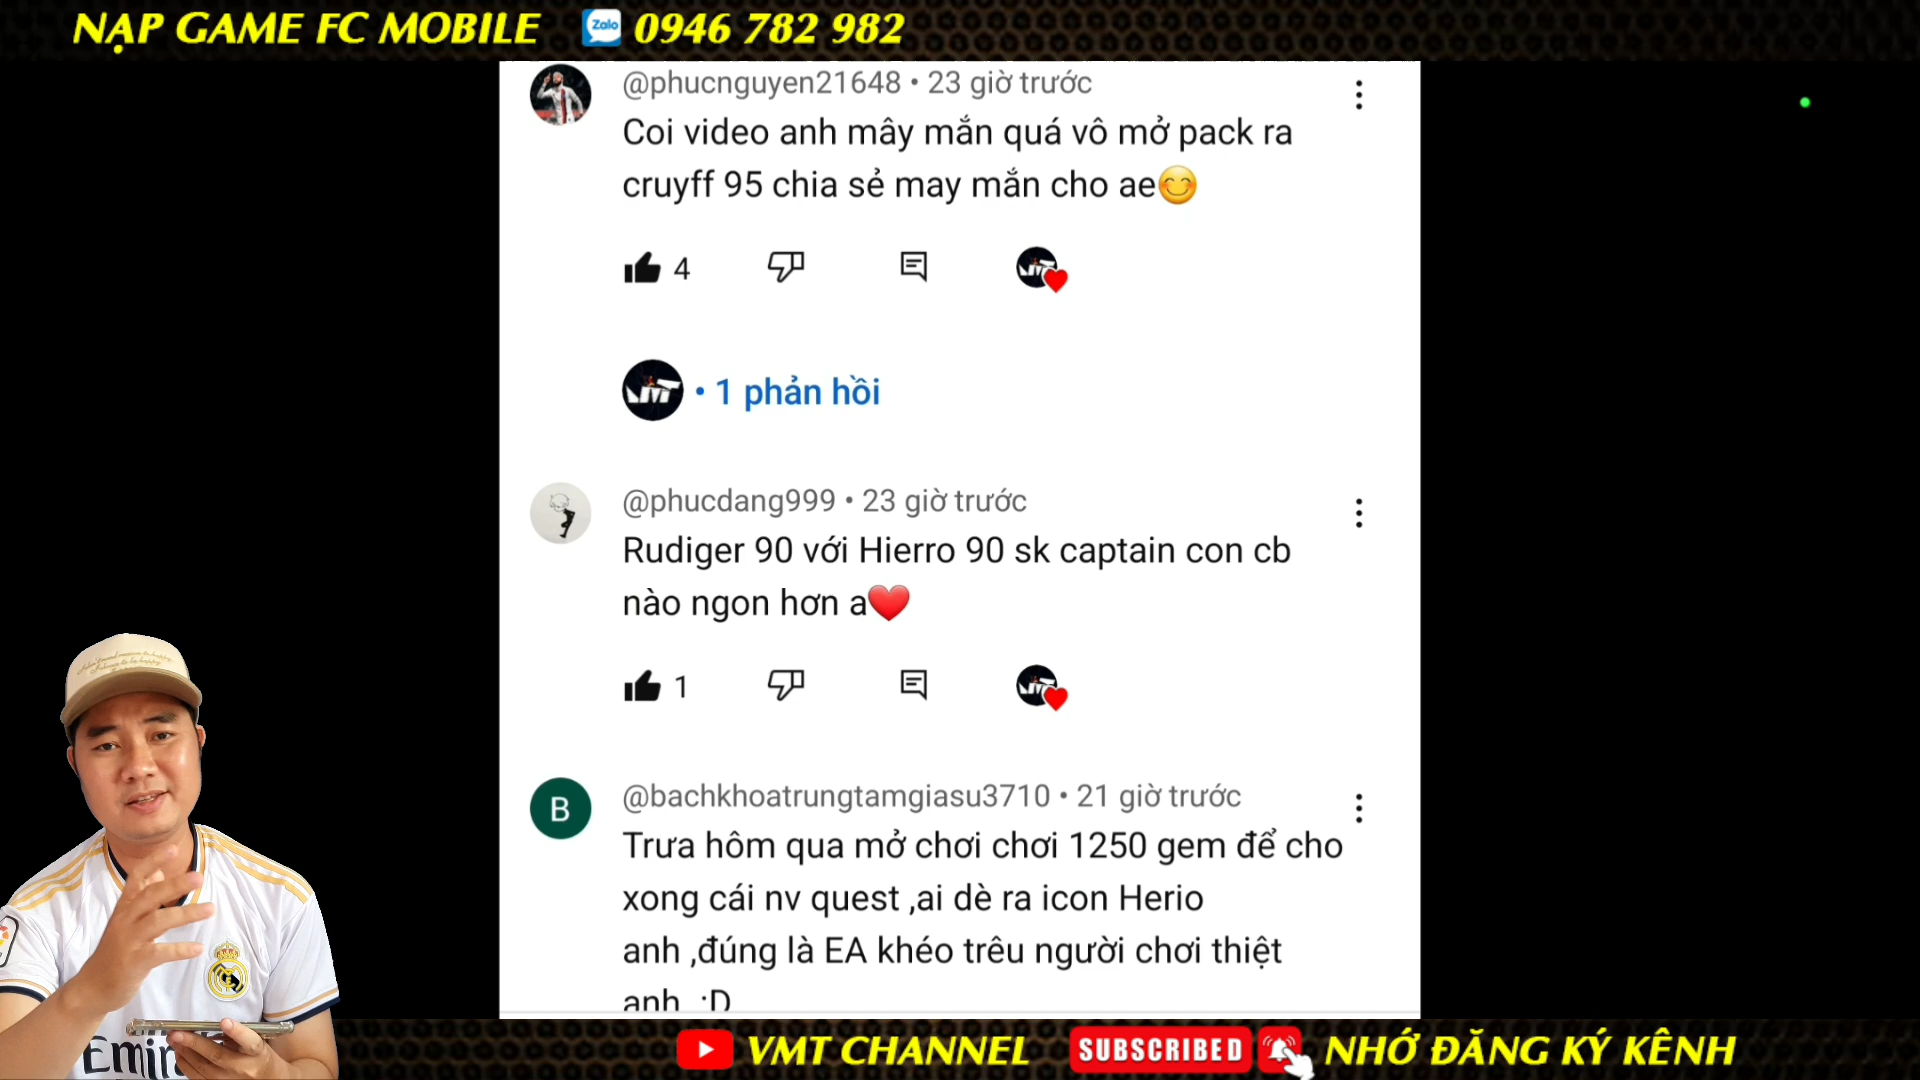 NẠP GAME FC MOBILE Zalo 0946 782 982
@phucnguyen21648 • 23 giờ trước
Coi video anh mây mắn quá vô mở pack ra
cruyff 95 chia sẻ may mắn cho ae😊
4
• 1 phản hồi
@phucdang999 • 23 giờ trước
Rudiger 90 với Hierro 90 sk captain con cb
nào ngon hơn a❤️
1
B
@bachkhoatrungtamgiasu3710 • 21 giờ trước
Trưa hôm qua mở chơi chơi 1250 gem để cho
xong cái nv quest ,ai dè ra icon Herio
anh ,đúng là EA khéo trêu người chơi thiệt
anh :D
VMT CHANNEL SUBSCRIBED NHỚ ĐĂNG KÝ KÊNH